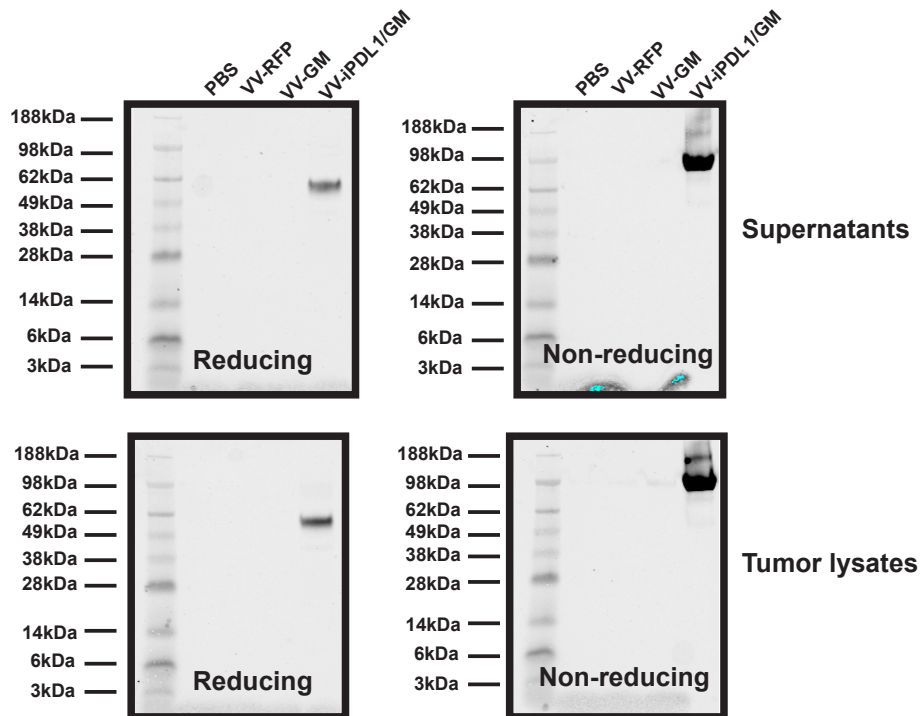 PBS VV-RFP VV-GM VV-iPDL1/GM
188kDa
98kDa
62kDa
49kDa
38kDa
28kDa
14kDa
6kDa
3kDa
Reducing
PBS VV-RFP VV-GM VV-iPDL1/GM
188kDa
98kDa
62kDa
49kDa
38kDa
28kDa
14kDa
6kDa
3kDa
Non-reducing
Supernatants
188kDa
98kDa
62kDa
49kDa
38kDa
28kDa
14kDa
6kDa
3kDa
Reducing
188kDa
98kDa
62kDa
49kDa
38kDa
28kDa
14kDa
6kDa
3kDa
Non-reducing
Tumor lysates